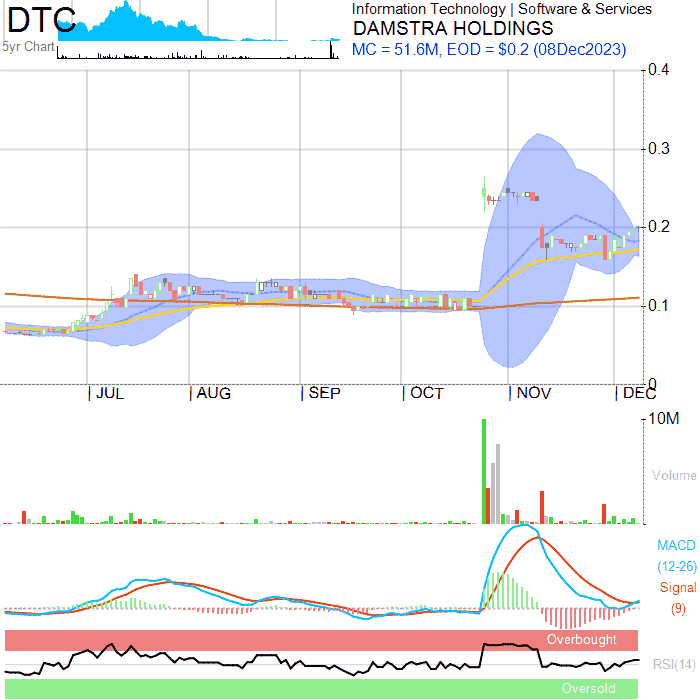 DTC
5yr Chart
Information Technology | Software & Services
DAMSTRA HOLDINGS
MC = 51.6M, EOD = $0.2 (08Dec2023)
0.4
0.3
0.2
0.1
0
JUL AUG SEP OCT NOV DEC
10M
Volume
MACD
(12-26)
Signal
(9)
Overbought
RSI(14)
Oversold